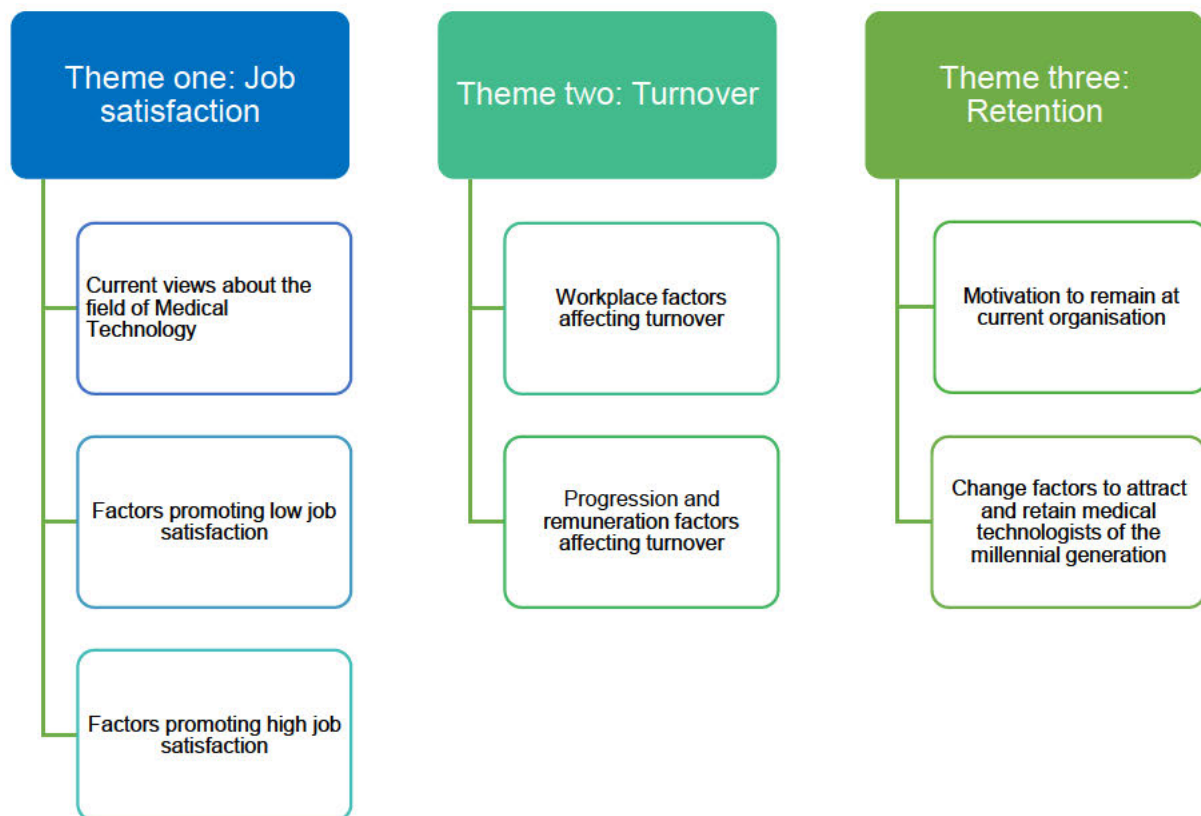 Theme one: Job
satisfaction
Current views about the
field of Medical
Technology
Factors promoting low job
satisfaction
Factors promoting high job
satisfaction
Theme two: Turnover
Workplace factors
affecting turnover
Progression and
remuneration factors
affecting turnover
Theme three:
Retention
Motivation to remain at
current organisation
Change factors to attract
and retain medical
technologists of the
millennial generation